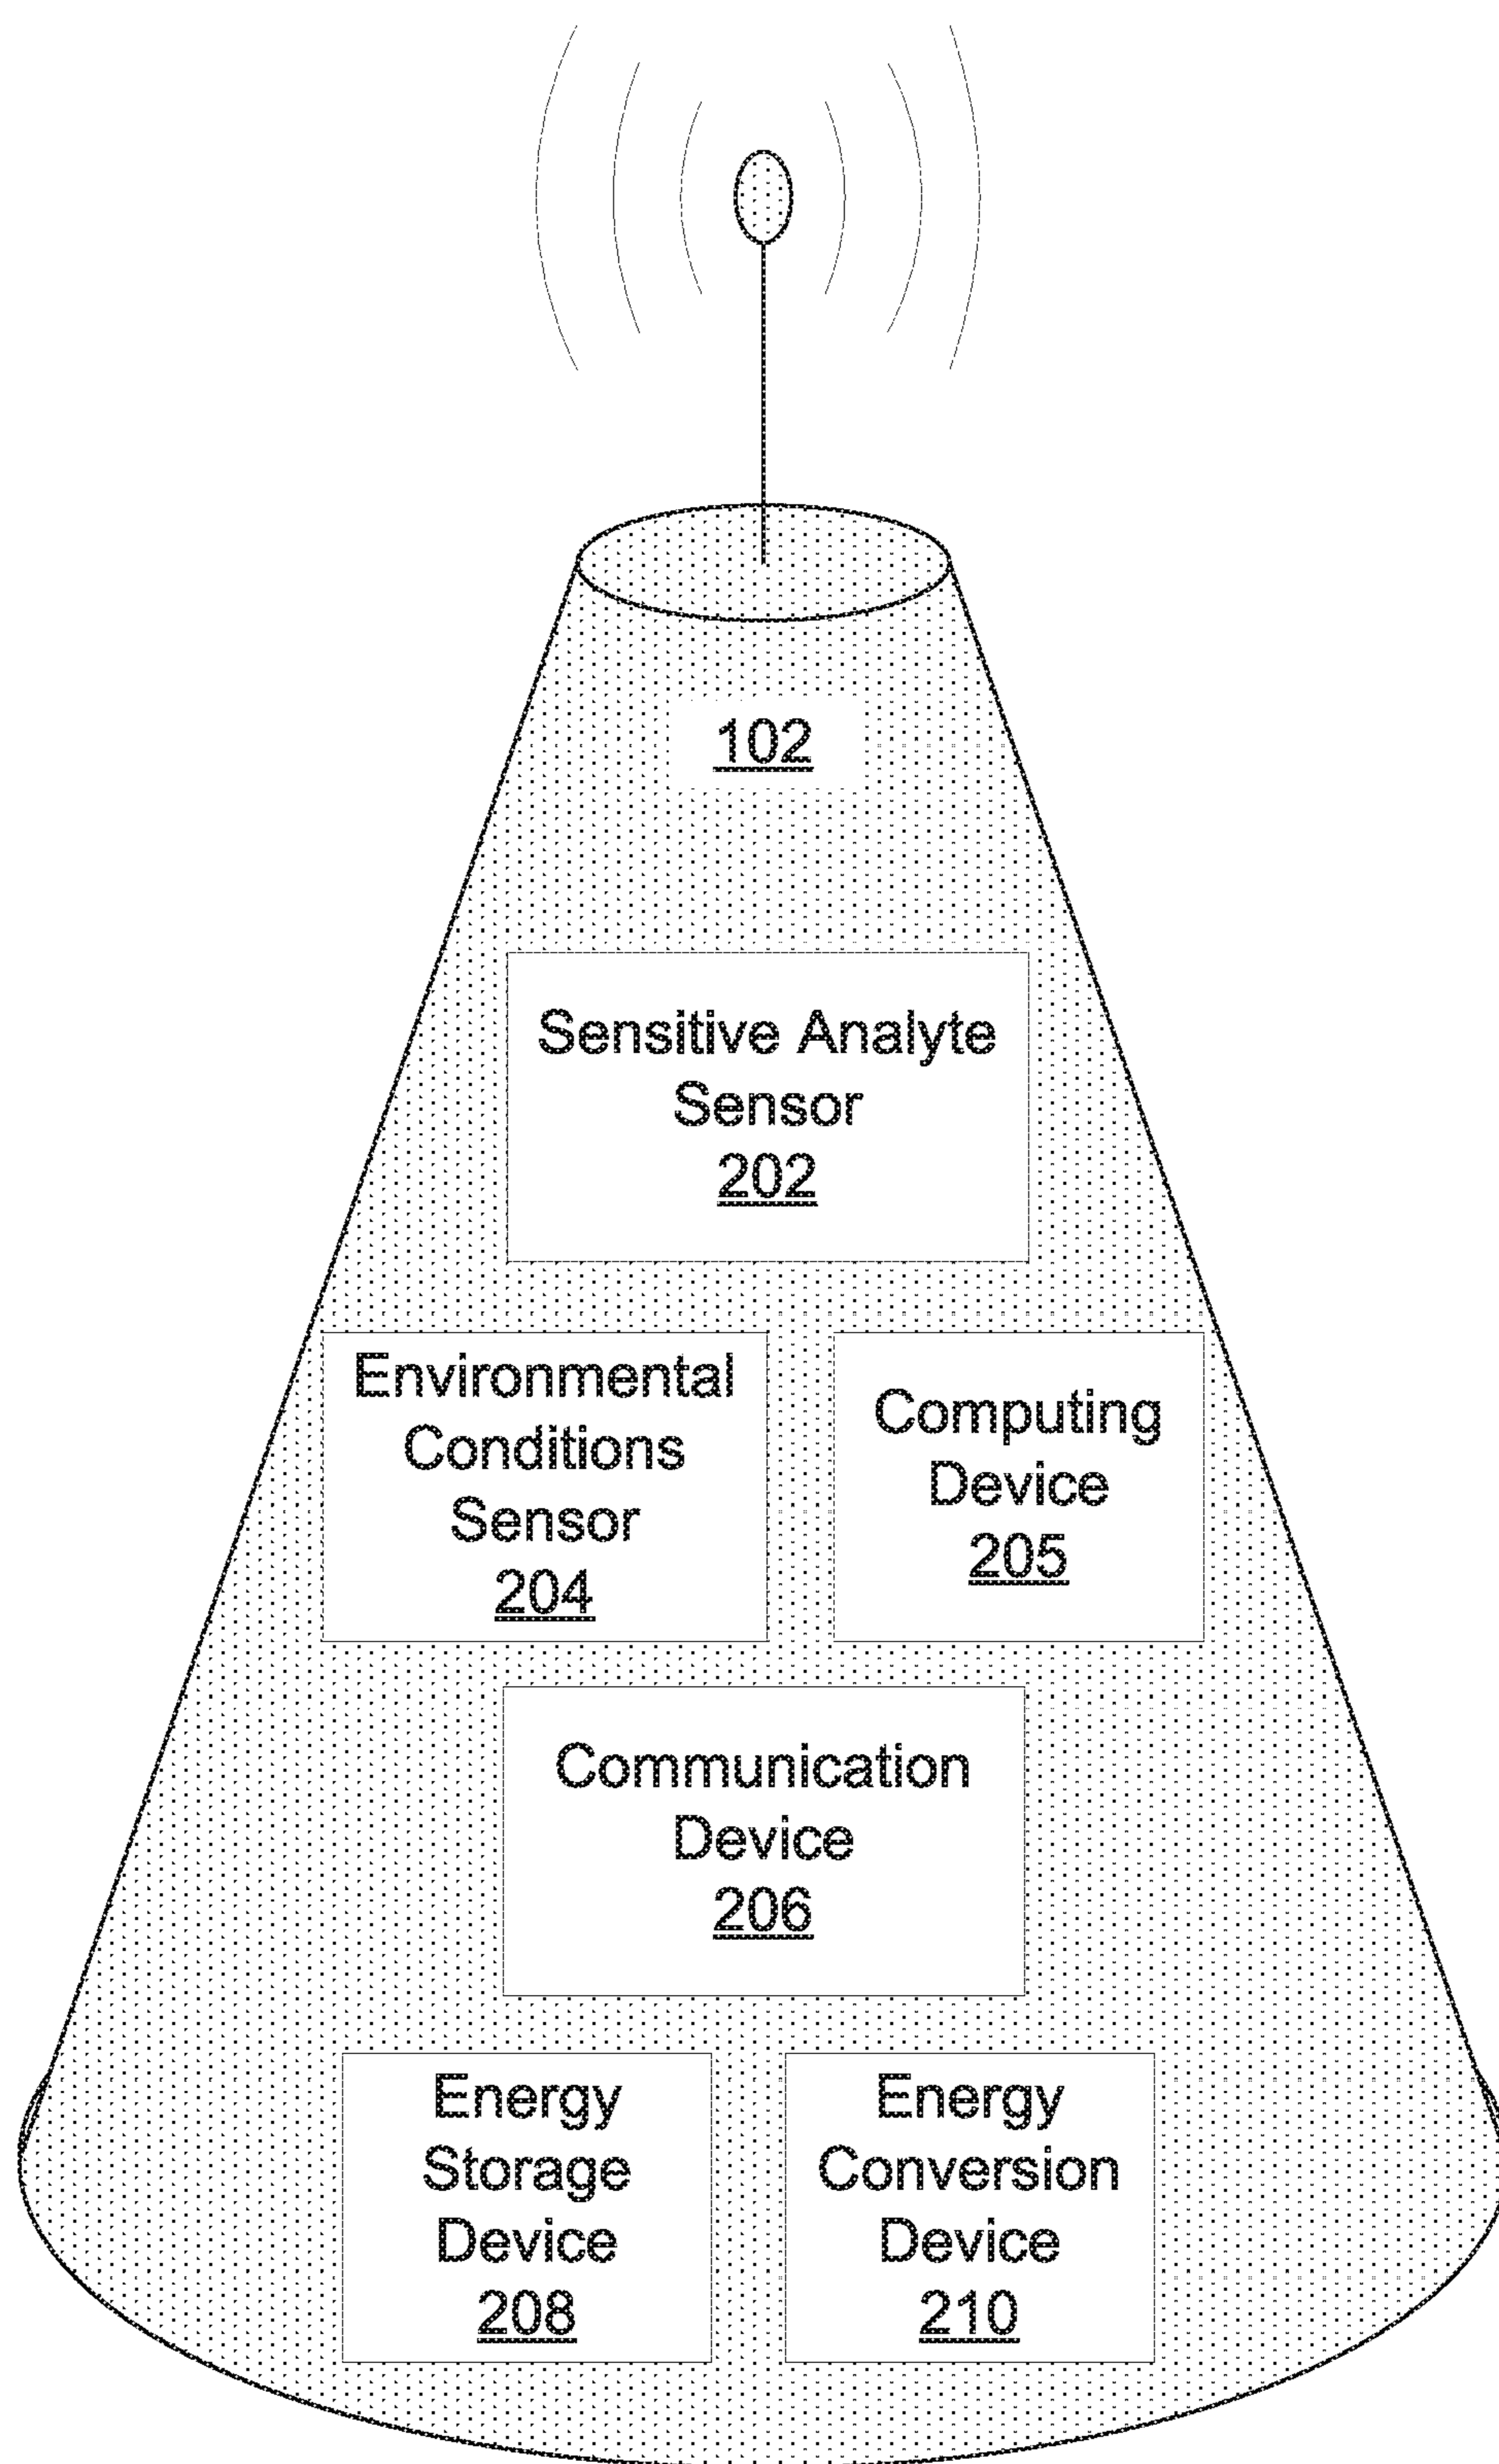 102
Sensitive Analyte
Sensor
202
Environmental
Conditions
Sensor
204
Computing
Device
205
Communication
Device
206
Energy
Storage
Device
208
Energy
Conversion
Device
210